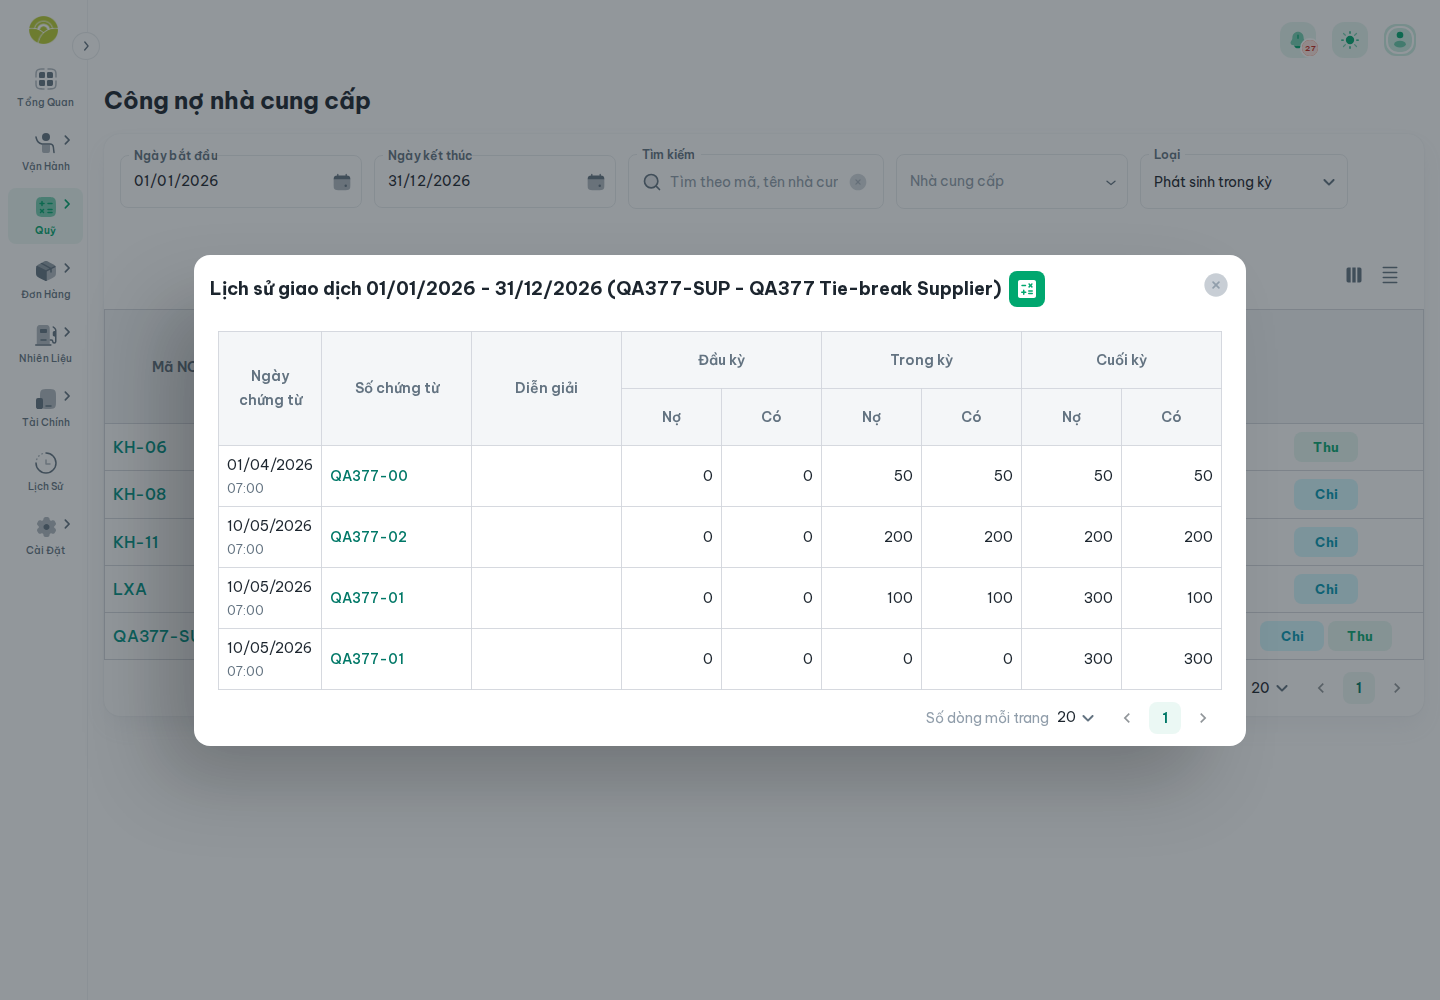 27
Tổng Quan
Vận Hành
Quỹ
Đơn Hàng
Nhiên Liệu
Tài Chính
Lịch Sử
Cài Đặt
Công nợ nhà cung cấp
Ngày bắt đầu
01/01/2026
Ngày kết thúc
31/12/2026
Tìm kiếm
Tìm theo mã, tên nhà cur
Nhà cung cấp
Loại
Phát sinh trong kỳ
Mã NC
KH-06
Thu
KH-08
Chi
KH-11
Chi
LXA
Chi
QA377-SU
Chi Thu
20 1
Lịch sử giao dịch 01/01/2026 - 31/12/2026 (QA377-SUP - QA377 Tie-break Supplier)
Ngày chứng từ Số chứng từ Diễn giải Đầu kỳ Trong kỳ Cuối kỳ
Nợ Có Nợ Có Nợ Có
01/04/2026 07:00 QA377-00 0 0 50 50 50 50
10/05/2026 07:00 QA377-02 0 0 200 200 200 200
10/05/2026 07:00 QA377-01 0 0 100 100 300 100
10/05/2026 07:00 QA377-01 0 0 0 0 300 300
Số dòng mỗi trang 20 1